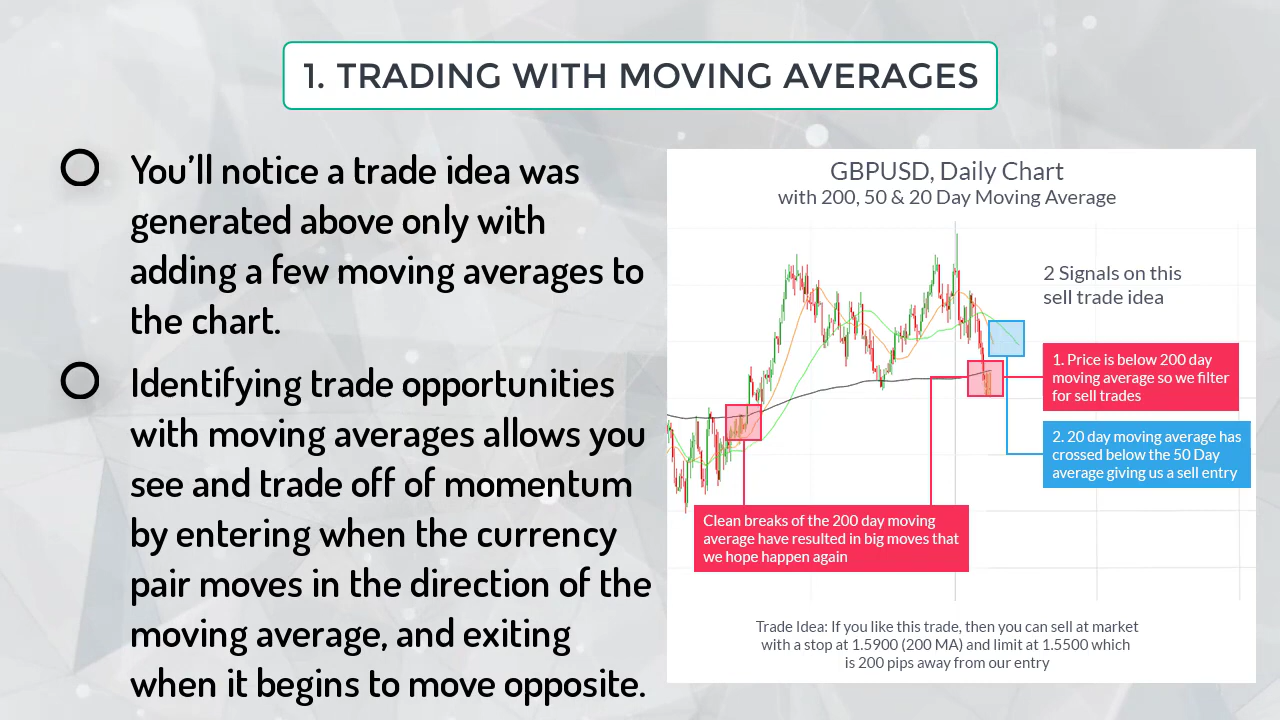 1. TRADING WITH MOVING AVERAGES
You'll notice a trade idea was
generated above only with
adding a few moving averages to
the chart.
Identifying trade opportunities
with moving averages allows you
see and trade off of momentum
by entering when the currency
pair moves in the direction of the
moving average, and exiting
when it begins to move opposite.
GBPUSD, Daily Chart
with 200, 50 & 20 Day Moving Average
2 Signals on this
sell trade idea
1. Price is below 200 day
moving average so we filter
for sell trades
2. 20 day moving average has
crossed below the 50 Day
average giving us a sell entry
Clean breaks of the 200 day moving
average have resulted in big moves that
we hope happen again
Trade Idea: If you like this trade, then you can sell at market
with a stop at 1.5900 (200 MA) and limit at 1.5500 which
is 200 pips away from our entry